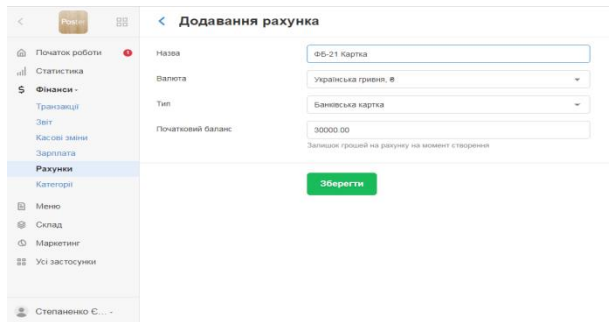 Poster
Додавання рахунку
Початок роботи
Статистика
Фінанси
Транзакції
Звіт
Касові зміни
Зарплата
Рахунки
Категорії
Меню
Склад
Маркетинг
Усі застосунки
Степаненко Є...
Назва
ФБ-21 Картка
Валюта
Українська гривня, ₴
Тип
Банківська картка
Початковий баланс
30000.00
Залишок грошей на рахунку на момент створення
Зберегти